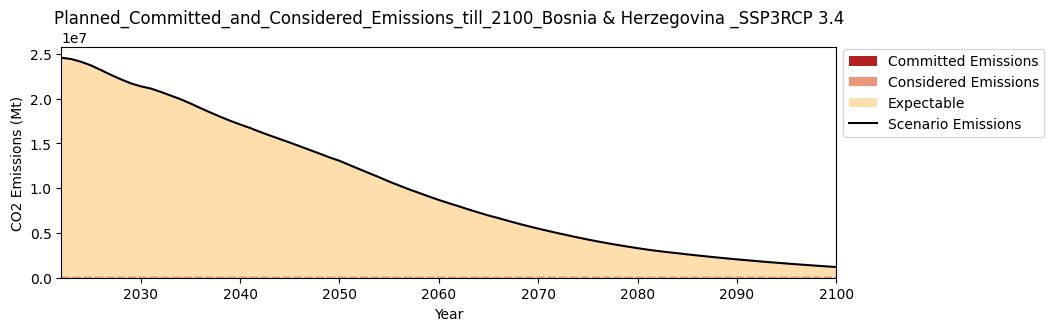 Planned_Committed_and_Considered_Emissions_till_2100_Bosnia & Herzegovina _SSP3RCP 3.4
1e7
2.5
2.0
1.5
1.0
0.5
0.0
CO2 Emissions (Mt)
2030
2040
2050
2060
2070
2080
2090
2100
Year
Committed Emissions
Considered Emissions
Expectable
Scenario Emissions